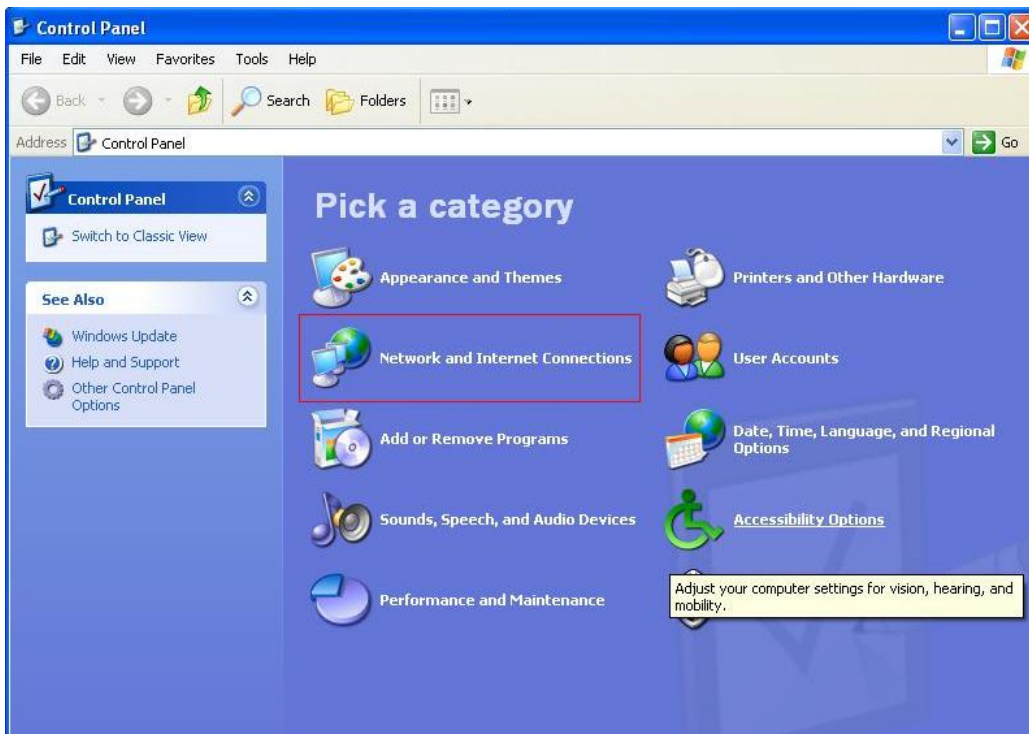 Control Panel
File Edit View Favorites Tools Help
Back Search Folders
Address Control Panel Go
Control Panel
Switch to Classic View
See Also
Windows Update
Help and Support
Other Control Panel
Options
Pick a category
Appearance and Themes
Printers and Other Hardware
Network and Internet Connections
User Accounts
Add or Remove Programs
Date, Time, Language, and Regional
Options
Sounds, Speech, and Audio Devices
Accessibility Options
Performance and Maintenance
Adjust your computer settings for vision, hearing, and
mobility.